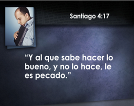 Santiago 4:17
“Y al que sabe hacer lo
bueno, y no lo hace, le
es pecado.”